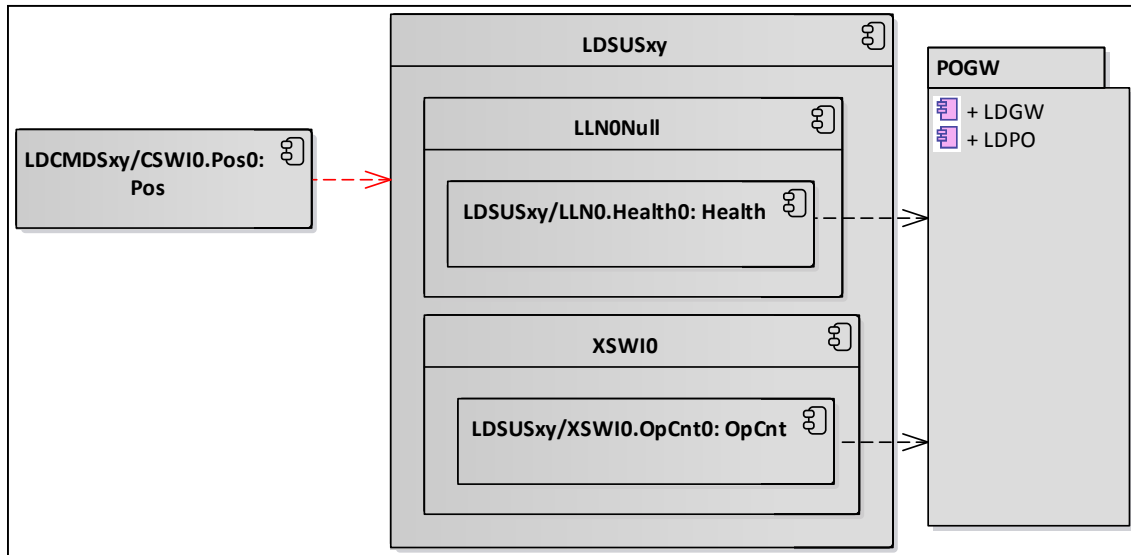 LDSUSxy
POGW
+ LDGW
+ LDPO
LLN0Null
LDCMDSxy/CSWI0.Pos0:
Pos
LDSUSxy/LLN0.Health0: Health
XSWI0
LDSUSxy/XSWI0.OpCnt0: OpCnt